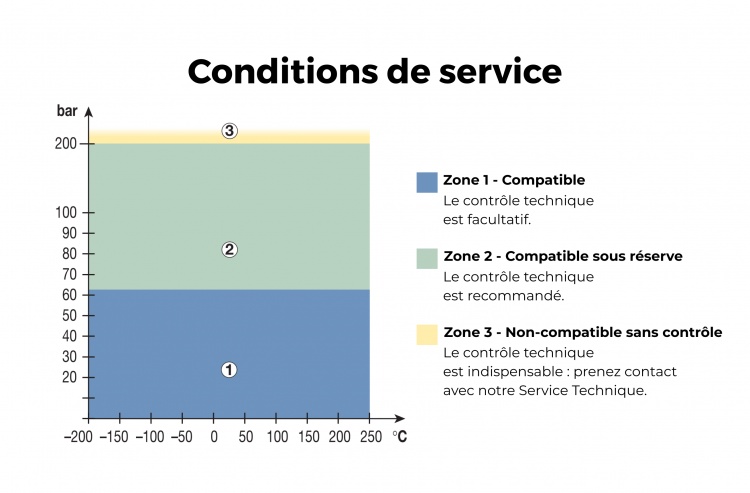 Conditions de service
bar
3
200
100
90
80
70
60
50
40
30
20
2
1
–200 –150 –100 –50 0 50 100 150 200 250 °C
Zone 1 - Compatible
Le contrôle technique
est facultatif.
Zone 2 - Compatible sous réserve
Le contrôle technique
est recommandé.
Zone 3 - Non-compatible sans contrôle
Le contrôle technique
est indispensable : prenez contact
avec notre Service Technique.